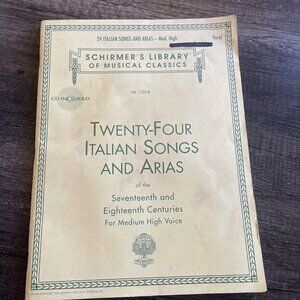 24 ITALIAN SONGS AND ARIAS – Med. High
Vocal
SCHIRMER'S LIBRARY
OF MUSICAL CLASSICS
Vol. 1722-B
CD INCLUDED
TWENTY-FOUR
ITALIAN SONGS
AND ARIAS
of the
Seventeenth and
Eighteenth Centuries
For Medium High Voice